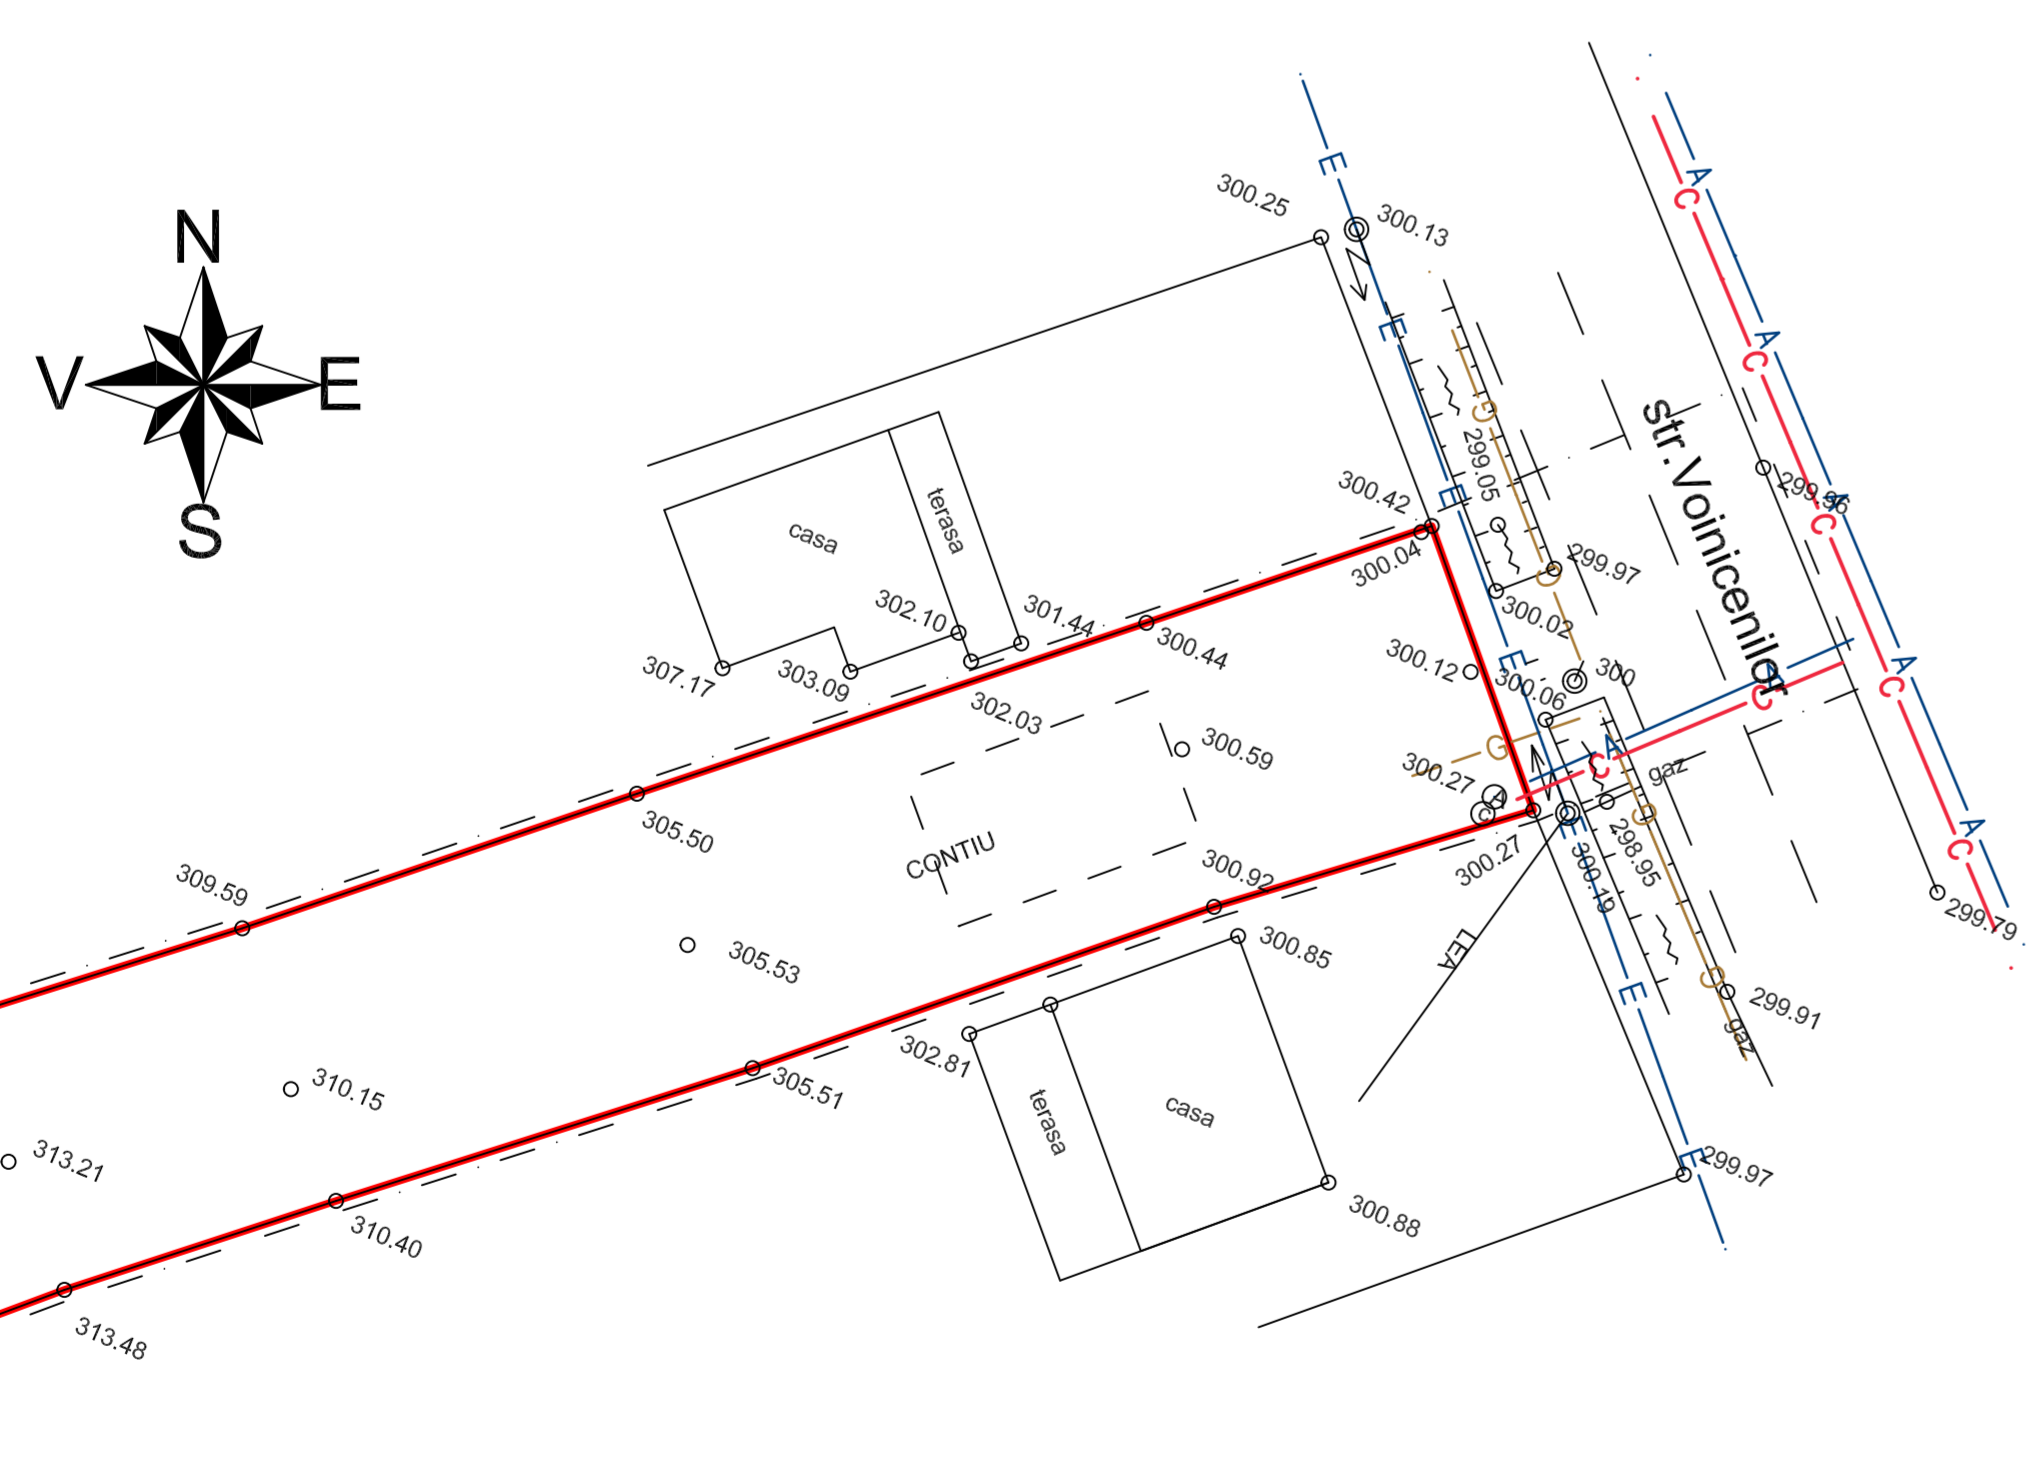 N
V
E
S
300.25
300.13
E
A
C
E
A
C
G
299.05
str.Voinicenilor
300.42
E
299.96
A
C
casa
terasa
300.04
299.97
G
302.10
301.44
300.02
300.44
307.17
303.09
302.03
300.12
E
300.06
300
A
C
A
C
300.59
G
A
C
gaz
300.27
A
C
305.50
CONTIU
300.92
300.27
E
300.19
298.95
G
A
C
309.59
305.53
300.85
LEA
299.79
E
G
299.91
gaz
302.81
305.51
310.15
terasa
casa
313.21
E
299.97
310.40
300.88
313.48